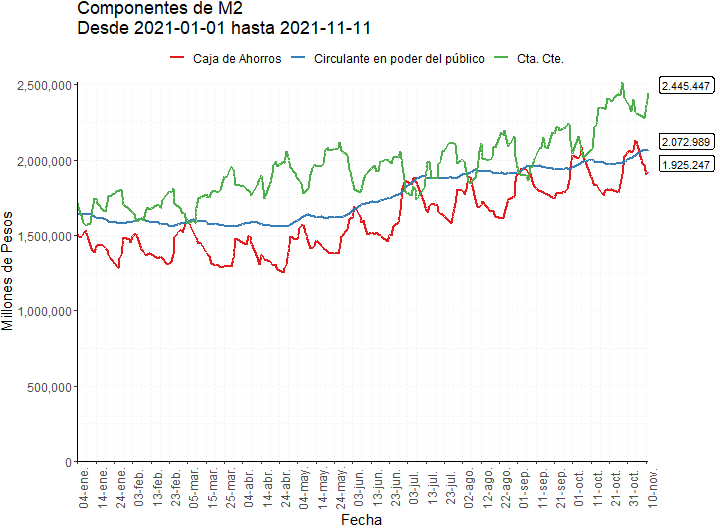 Componentes de M2
Desde 2021-01-01 hasta 2021-11-11
Caja de Ahorros Circulante en poder del público Cta. Cte.
Millones de Pesos
2,500,000
2,000,000
1,500,000
1,000,000
500,000
0
2.445.447
2.072.989
1.925.247
04-ene.
14-ene.
24-ene.
03-feb.
13-feb.
23-feb.
05-mar.
15-mar.
25-mar.
04-abr.
14-abr.
24-abr.
04-may.
14-may.
24-may.
03-jun.
13-jun.
23-jun.
03-jul.
13-jul.
23-jul.
02-ago.
12-ago.
22-ago.
01-sep.
11-sep.
21-sep.
01-oct.
11-oct.
21-oct.
31-oct.
10-nov.
Fecha